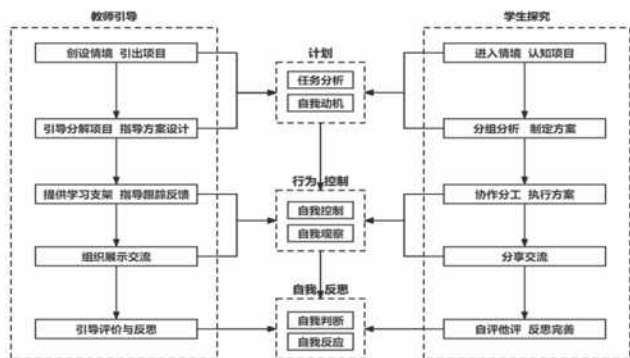 教师引导
创设情境 引出项目
引导分解项目 指导方案设计
提供学习支架 指导跟踪反馈
组织展示交流
引导评价与反思
计划
任务分析
自我动机
行为 控制
自我控制
自我观察
自我 反思
自我判断
自我反应
学生探究
进入情境 认知项目
分组分析 制定方案
协作分工 执行方案
分享交流
自评他评 反思完善